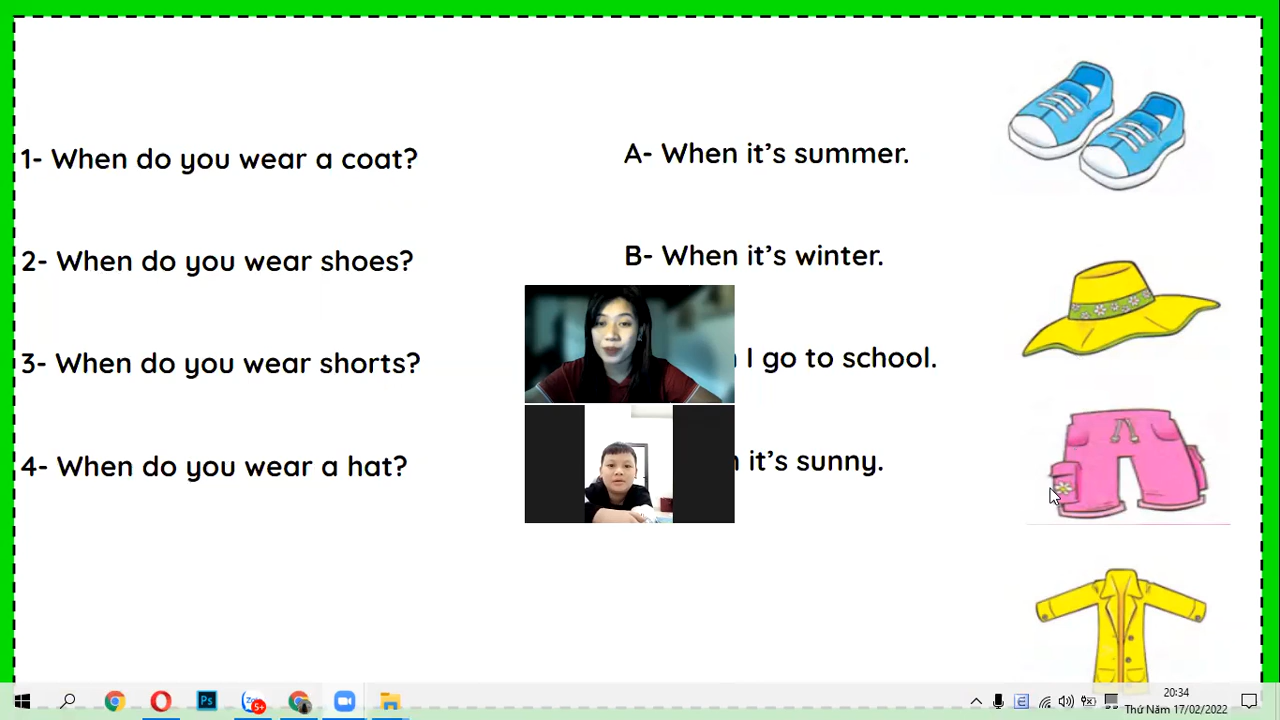 1- When do you wear a coat?
A- When it's summer.
2- When do you wear shoes?
B- When it's winter.
3- When do you wear shorts?
I go to school.
4- When do you wear a hat?
it's sunny.
Ps
5+
20:34
Thứ Năm 17/02/2022